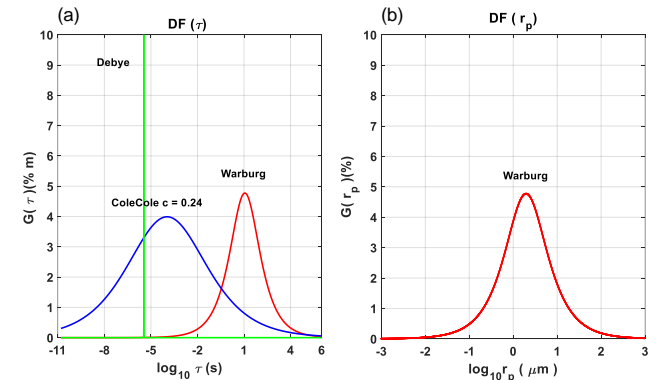 (a)
DF (τ)
10
9
8
7
6
5
4
3
2
1
0
G( τ )(% m)
Debye
Warburg
ColeCole c = 0.24
-11 -8 -5 -2 1 4 6
log10 τ (s)
(b)
DF ( rp)
10
9
8
7
6
5
4
3
2
1
0
G( rp )(%)
Warburg
-3 -2 -1 0 1 2 3
log10rp ( μm )